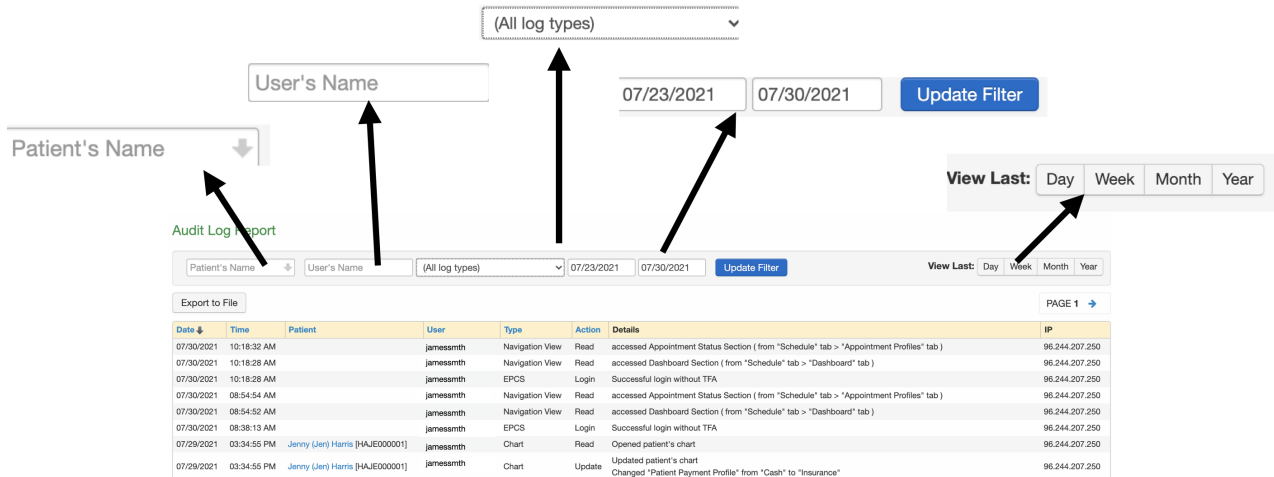 (All log types)
User's Name
07/23/2021 07/30/2021 Update Filter
Patient's Name
View Last: Day Week Month Year
Audit Log Report
Patient's Name User's Name (All log types) 07/23/2021 07/30/2021 Update Filter View Last: Day Week Month Year
Export to File PAGE 1
Date Time Patient User Type Action Details IP
07/30/2021 10:18:32 AM jamessmth Navigation View Read accessed Appointment Status Section ( from "Schedule" tab > "Appointment Profiles" tab ) 96.244.207.250
07/30/2021 10:18:28 AM jamessmth Navigation View Read accessed Dashboard Section ( from "Schedule" tab > "Dashboard" tab ) 96.244.207.250
07/30/2021 10:18:28 AM jamessmth EPCS Login Successful login without TFA 96.244.207.250
07/30/2021 08:54:54 AM jamessmth Navigation View Read accessed Appointment Status Section ( from "Schedule" tab > "Appointment Profiles" tab ) 96.244.207.250
07/30/2021 08:54:52 AM jamessmth Navigation View Read accessed Dashboard Section ( from "Schedule" tab > "Dashboard" tab ) 96.244.207.250
07/30/2021 08:38:13 AM jamessmth EPCS Login Successful login without TFA 96.244.207.250
07/29/2021 03:34:55 PM Jenny (Jen) Harris [HAJE000001] jamessmth Chart Read Opened patient's chart 96.244.207.250
07/29/2021 03:34:55 PM Jenny (Jen) Harris [HAJE000001] jamessmth Chart Update Updated patient's chart 96.244.207.250
Changed "Patient Payment Profile" from "Cash" to "Insurance"